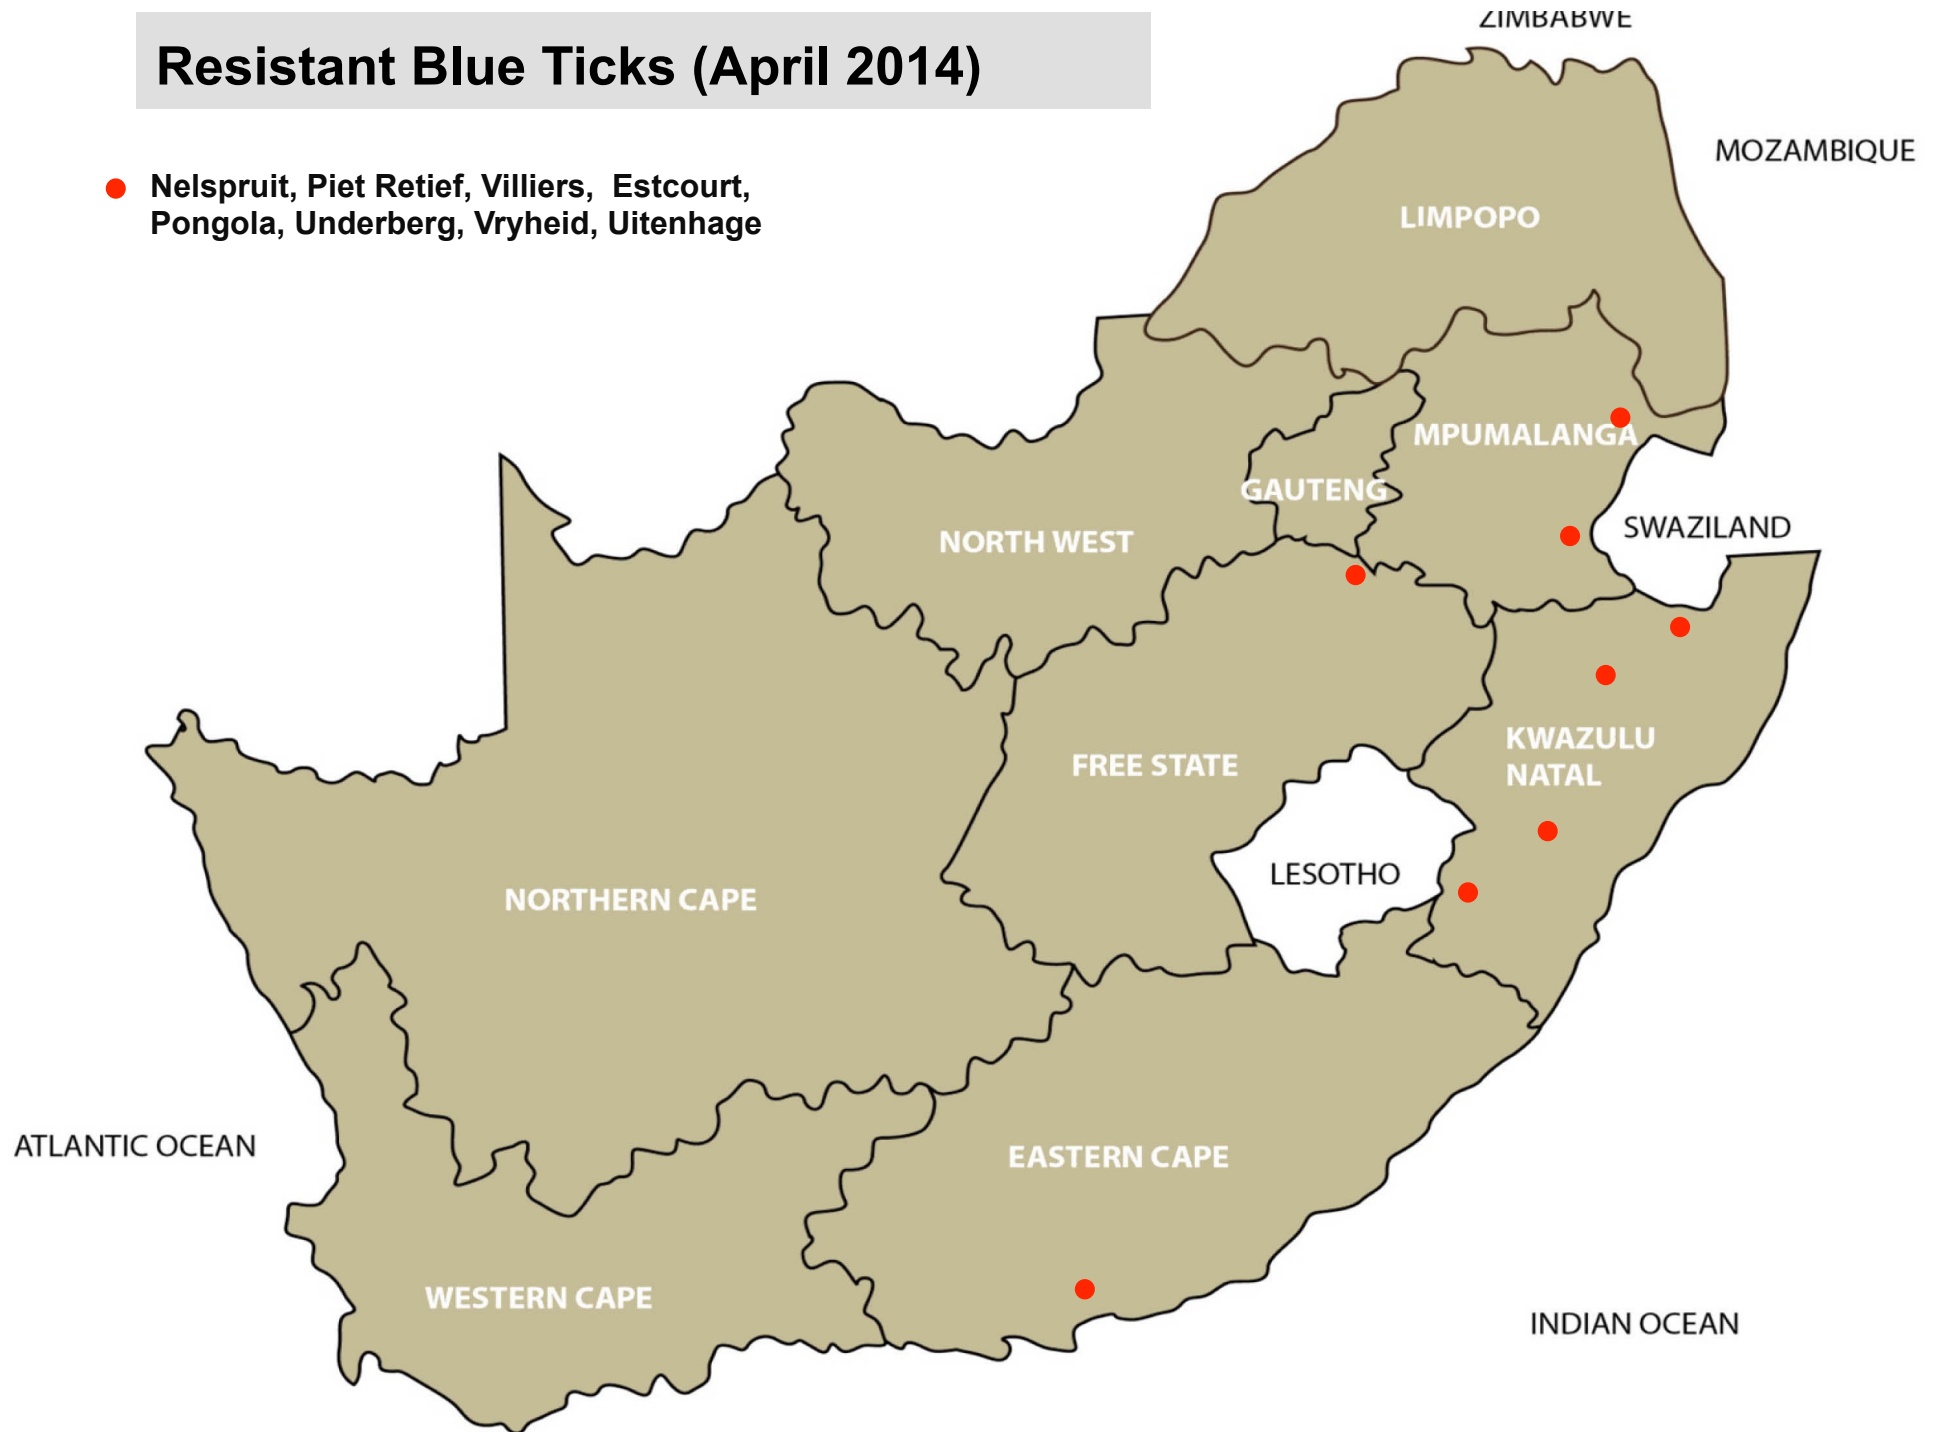 ZIMBABWE
Resistant Blue Ticks (April 2014)
MOZAMBIQUE
Nelspruit, Piet Retief, Villiers, Estcourt,
Pongola, Underberg, Vryheid, Uitenhage
LIMPOPO
MPUMALANGA
GAUTENG
SWAZILAND
NORTH WEST
KWAZULU
NATAL
FREE STATE
LESOTHO
NORTHERN CAPE
ATLANTIC OCEAN
EASTERN CAPE
WESTERN CAPE
INDIAN OCEAN